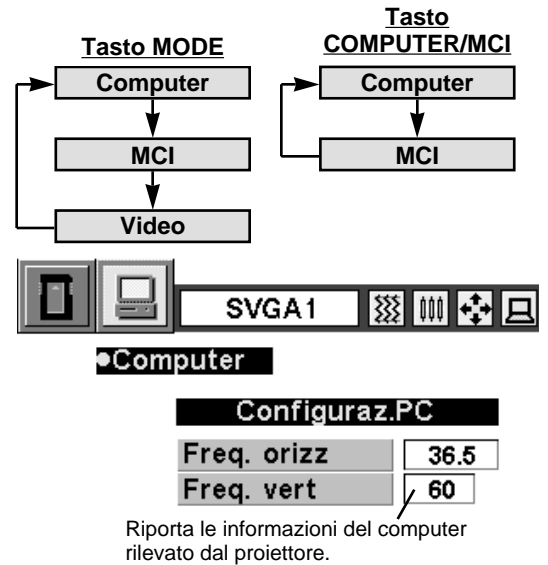 Tasto MODE
Computer
MCI
Video
Tasto
COMPUTER/MCI
Computer
MCI
SVGA1
●Computer
Configuraz.PC
Freq. orizz 36.5
Freq. vert 60
Riporta le informazioni del computer
rilevato dal proiettore.